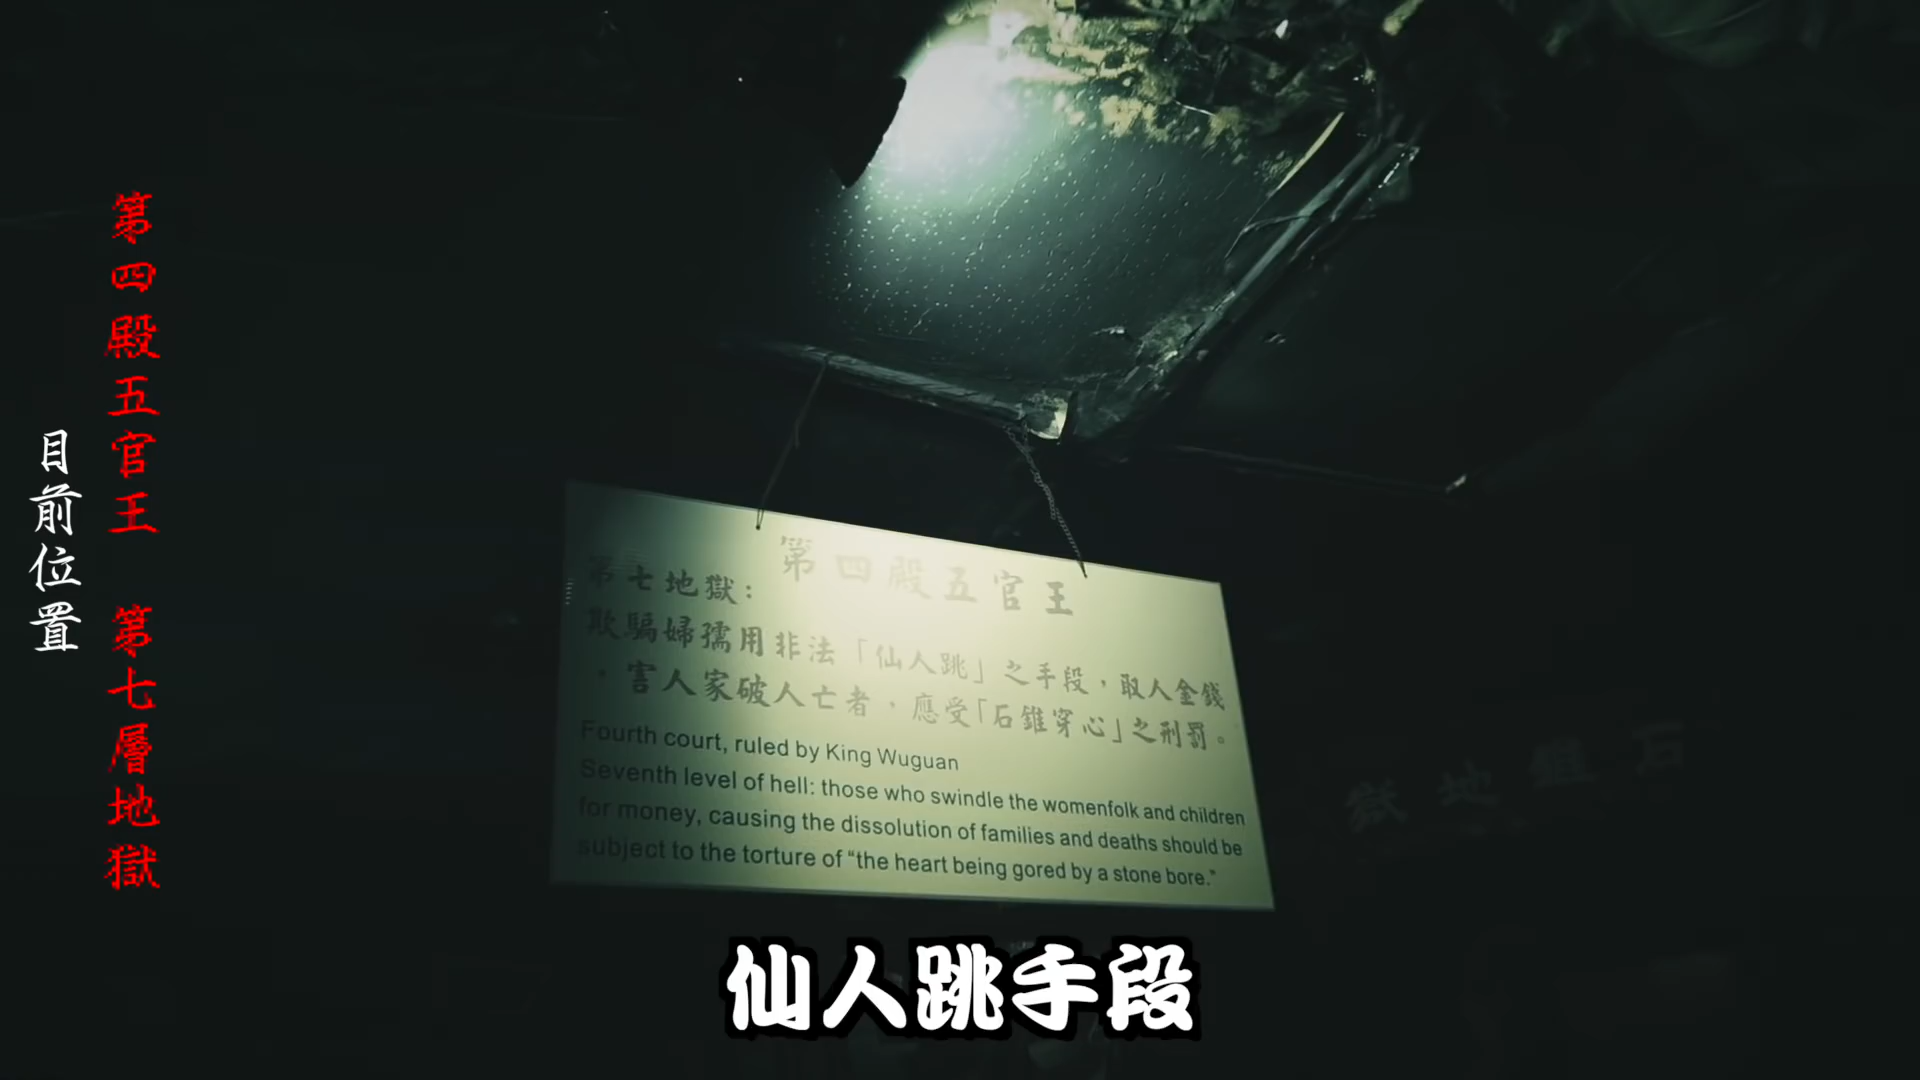 目前位置
第四殿五官王 第七層地獄
第四殿五官王
第七地獄：
欺騙婦孺用非法「仙人跳」之手段，取人金錢
，害人家破人亡者，應受「石錐穿心」之刑罰。
Fourth court, ruled by King Wuguan
Seventh level of hell: those who swindle the womenfolk and children
for money, causing the dissolution of families and deaths should be
subject to the torture of “the heart being gored by a stone bore.”
仙人跳手段